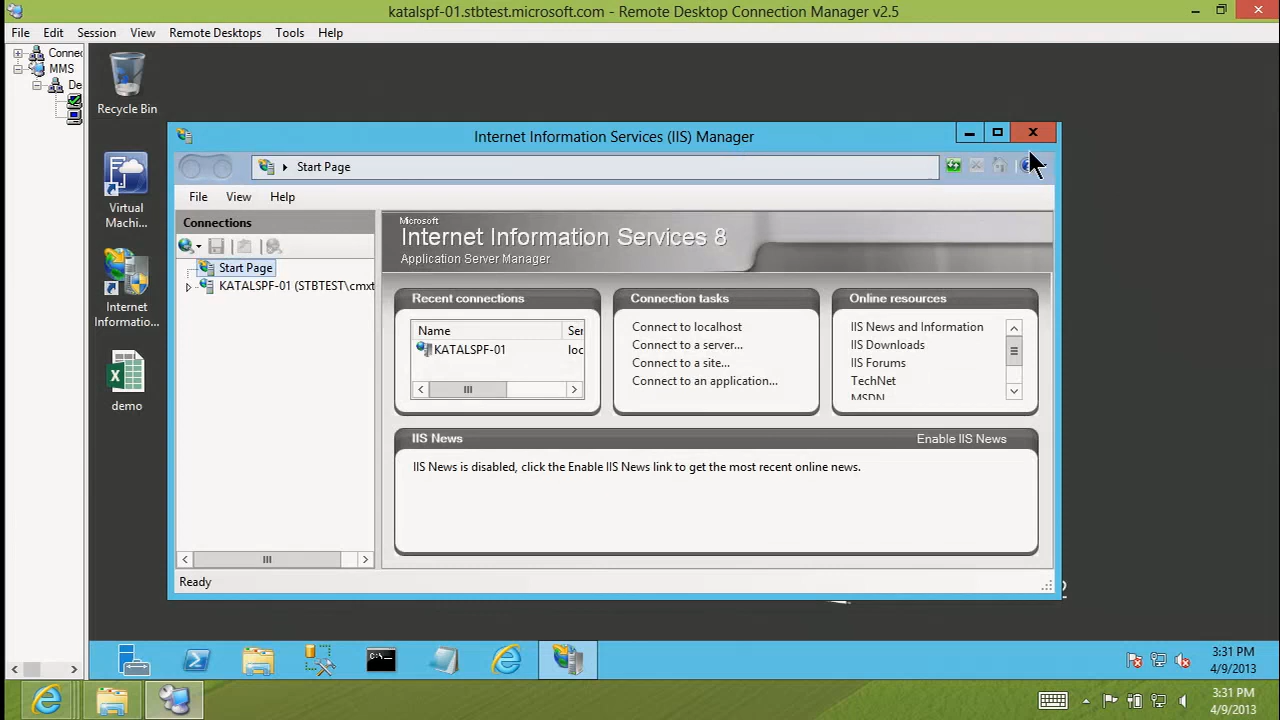 katalspf-01.stbtest.microsoft.com - Remote Desktop Connection Manager v2.5
File Edit Session View Remote Desktops Tools Help
Connec
MMS
De
Recycle Bin
Virtual
Machi...
Internet
Informatio...
demo
Internet Information Services (IIS) Manager
Start Page
File View Help
Connections
Start Page
KATALSPF-01 (STBTEST\cmxt
Microsoft
Internet Information Services 8
Application Server Manager
Recent connections
Name Ser
KATALSPF-01 loc
Connection tasks
Connect to localhost
Connect to a server...
Connect to a site...
Connect to an application...
Online resources
IIS News and Information
IIS Downloads
IIS Forums
TechNet
MSDN
IIS News Enable IIS News
IIS News is disabled, click the Enable IIS News link to get the most recent online news.
Ready
3:31 PM
4/9/2013
3:31 PM
4/9/2013